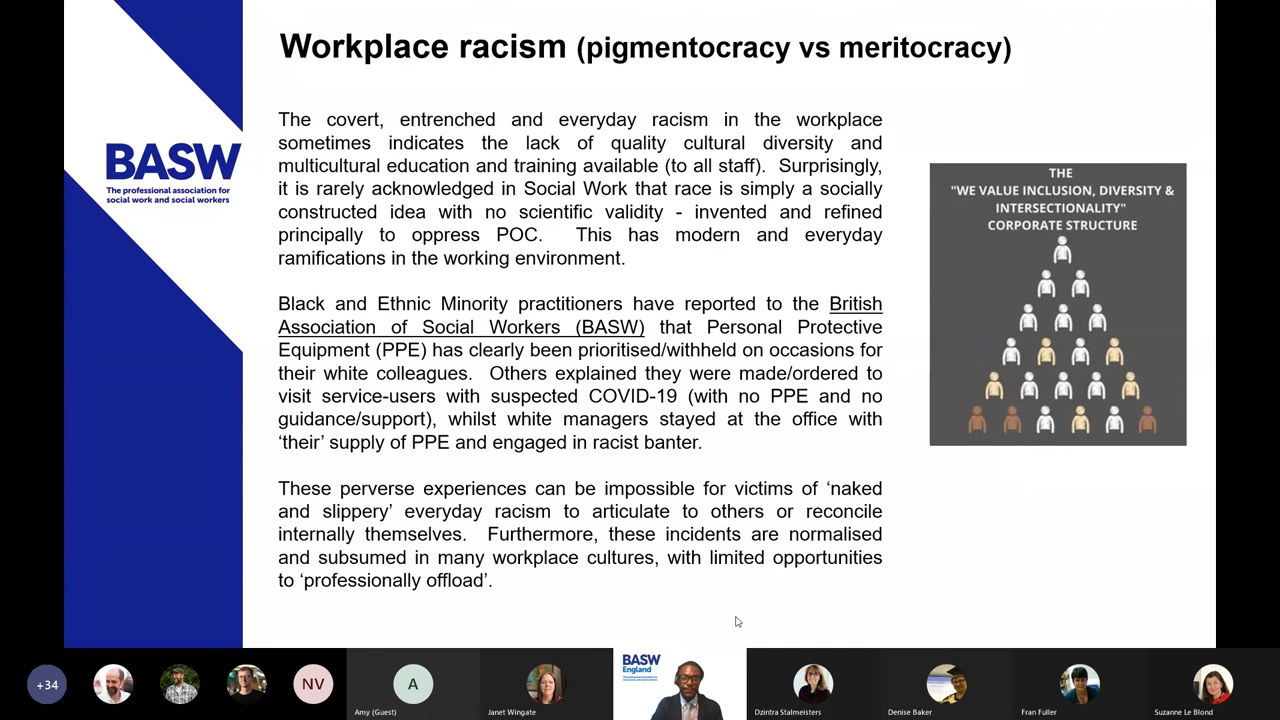 Workplace racism (pigmentocracy vs meritocracy)
BASW
The professional association for
social work and social workers
The covert, entrenched and everyday racism in the workplace
sometimes indicates the lack of quality cultural diversity and
multicultural education and training available (to all staff). Surprisingly,
it is rarely acknowledged in Social Work that race is simply a socially
constructed idea with no scientific validity - invented and refined
principally to oppress POC. This has modern and everyday
ramifications in the working environment.
Black and Ethnic Minority practitioners have reported to the British
Association of Social Workers (BASW) that Personal Protective
Equipment (PPE) has clearly been prioritised/withheld on occasions for
their white colleagues. Others explained they were made/ordered to
visit service-users with suspected COVID-19 (with no PPE and no
guidance/support), whilst white managers stayed at the office with
‘their’ supply of PPE and engaged in racist banter.
These perverse experiences can be impossible for victims of ‘naked
and slippery’ everyday racism to articulate to others or reconcile
internally themselves. Furthermore, these incidents are normalised
and subsumed in many workplace cultures, with limited opportunities
to ‘professionally offload’.
THE
"WE VALUE INCLUSION, DIVERSITY &
INTERSECTIONALITY"
CORPORATE STRUCTURE
+34
NV
A
Amy (Guest)
Janet Wingate
BASW
England
Dzintra Stalmeisters
Denise Baker
Fran Fuller
Suzanne Le Blond